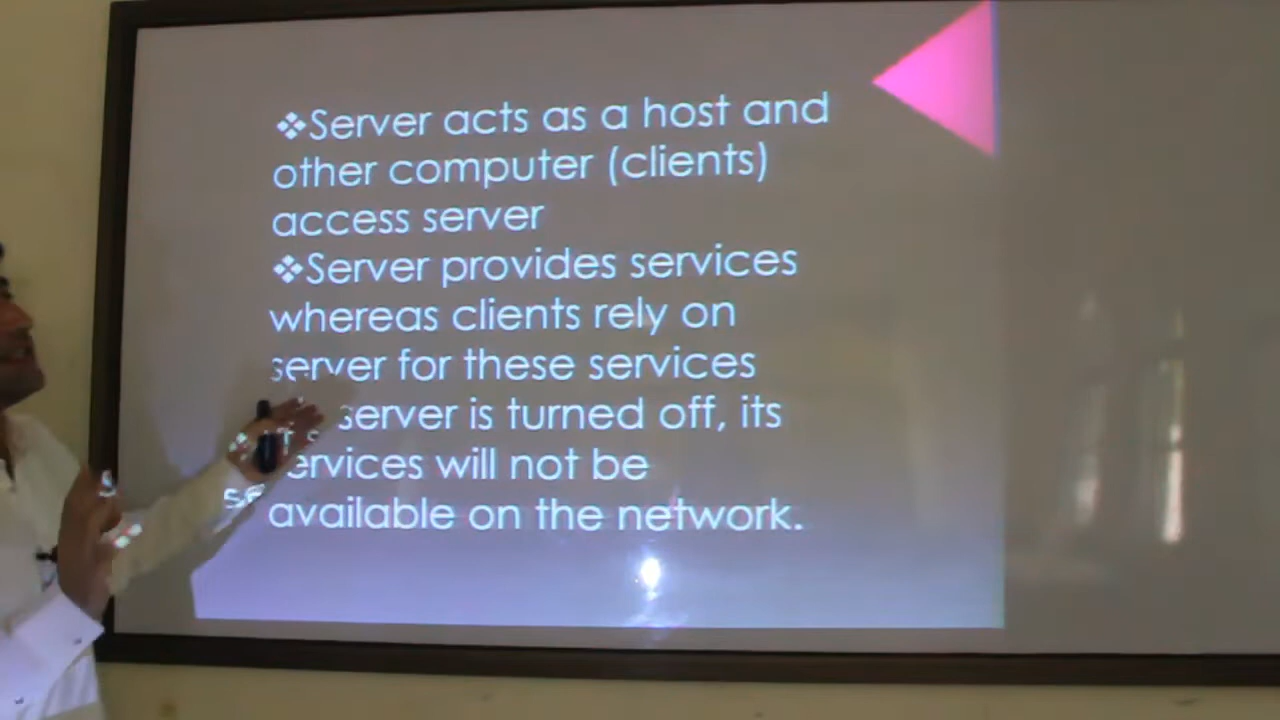 ❖Server acts as a host and
other computer (clients)
access server
❖Server provides services
whereas clients rely on
server for these services
server is turned off, its
services will not be
available on the network.